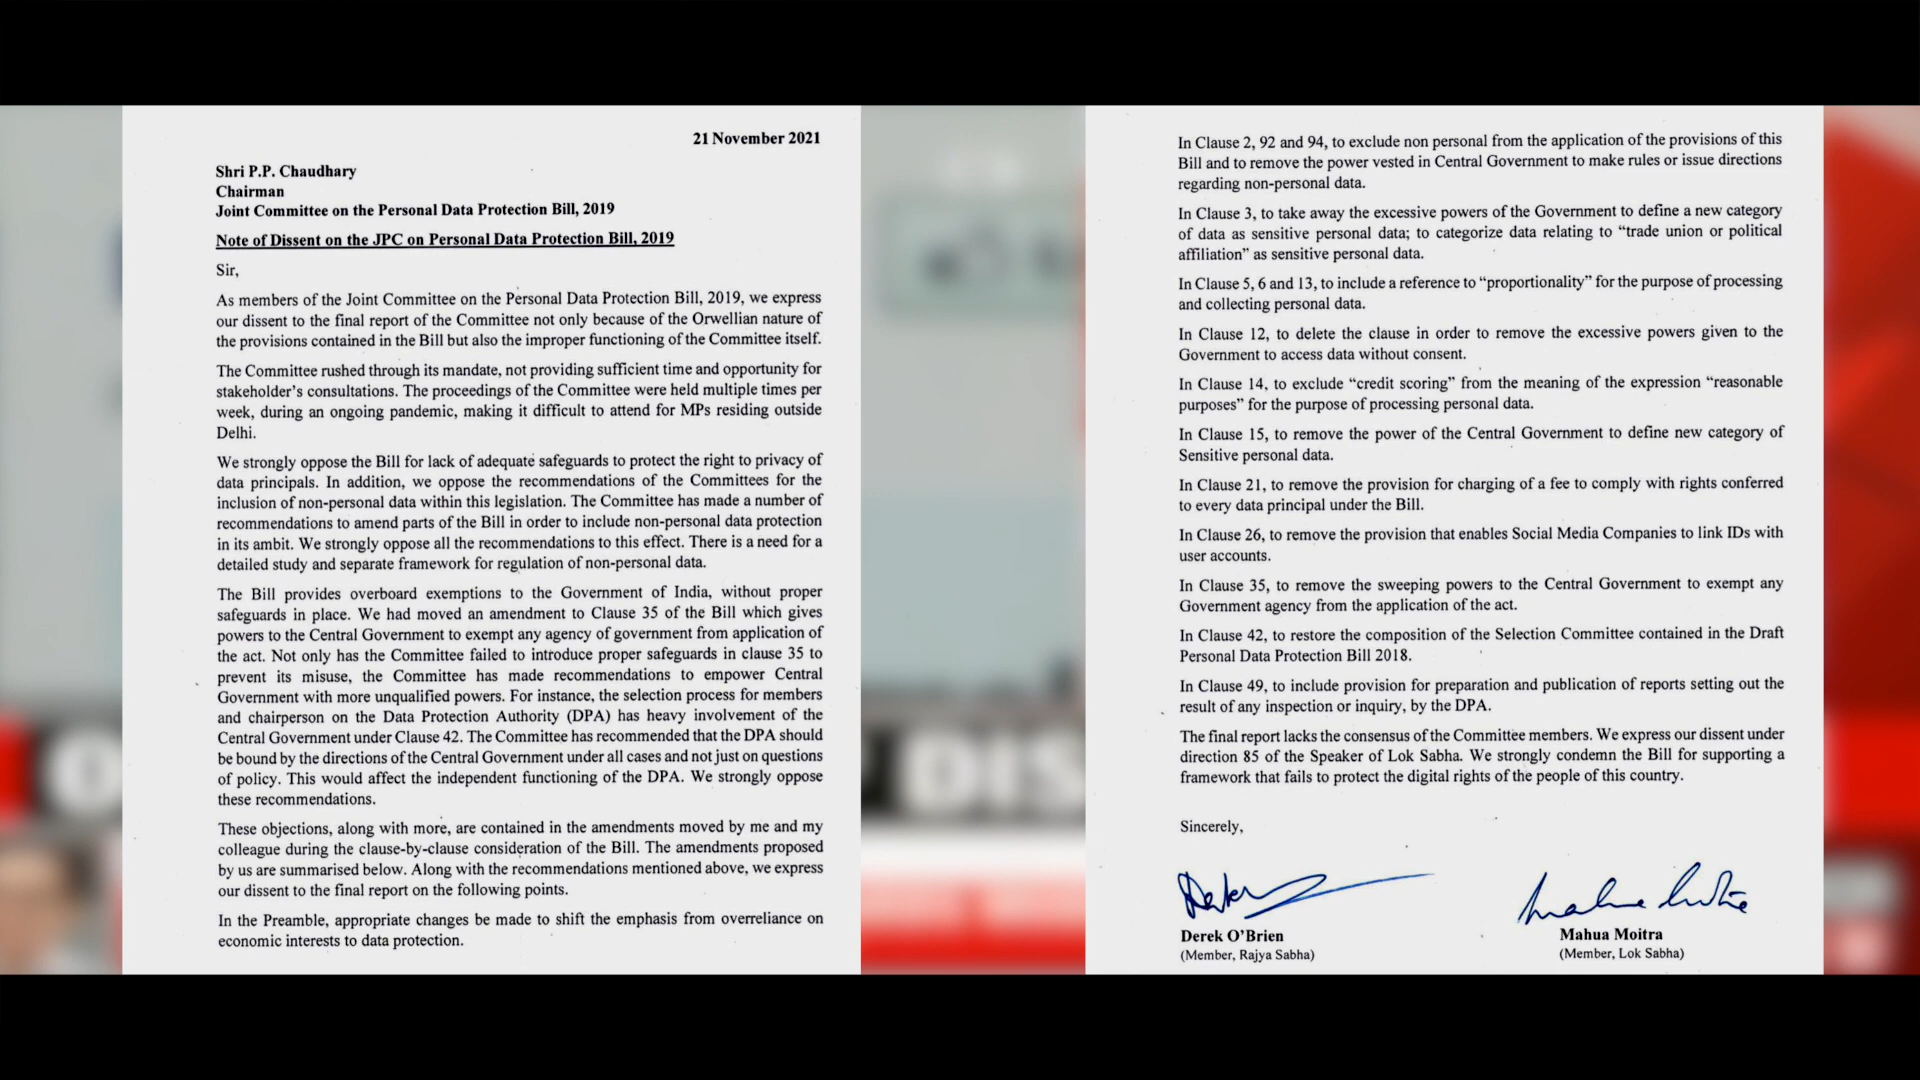 21 November 2021
Shri P.P. Chaudhary
Chairman
Joint Committee on the Personal Data Protection Bill, 2019
Note of Dissent on the JPC on Personal Data Protection Bill, 2019
Sir,
As members of the Joint Committee on the Personal Data Protection Bill, 2019, we express
our dissent to the final report of the Committee not only because of the Orwellian nature of
the provisions contained in the Bill but also the improper functioning of the Committee itself.
The Committee rushed through its mandate, not providing sufficient time and opportunity for
stakeholder's consultations. The proceedings of the Committee were held multiple times per
week, during an ongoing pandemic, making it difficult to attend for MPs residing outside
Delhi.
We strongly oppose the Bill for lack of adequate safeguards to protect the right to privacy of
data principals. In addition, we oppose the recommendations of the Committees for the
inclusion of non-personal data within this legislation. The Committee has made a number of
recommendations to amend parts of the Bill in order to include non-personal data protection
in its ambit. We strongly oppose all the recommendations to this effect. There is a need for a
detailed study and separate framework for regulation of non-personal data.
The Bill provides overboard exemptions to the Government of India, without proper
safeguards in place. We had moved an amendment to Clause 35 of the Bill which gives
powers to the Central Government to exempt any agency of government from application of
the act. Not only has the Committee failed to introduce proper safeguards in clause 35 to
prevent its misuse, the Committee has made recommendations to empower Central
Government with more unqualified powers. For instance, the selection process for members
and chairperson on the Data Protection Authority (DPA) has heavy involvement of the
Central Government under Clause 42. The Committee has recommended that the DPA should
be bound by the directions of the Central Government under all cases and not just on questions
of policy. This would affect the independent functioning of the DPA. We strongly oppose
these recommendations.
These objections, along with more, are contained in the amendments moved by me and my
colleague during the clause-by-clause consideration of the Bill. The amendments proposed
by us are summarised below. Along with the recommendations mentioned above, we express
our dissent to the final report on the following points.
In the Preamble, appropriate changes be made to shift the emphasis from overreliance on
economic interests to data protection.
In Clause 2, 92 and 94, to exclude non personal from the application of the provisions of this
Bill and to remove the power vested in Central Government to make rules or issue directions
regarding non-personal data.
In Clause 3, to take away the excessive powers of the Government to define a new category
of data as sensitive personal data; to categorize data relating to “trade union or political
affiliation” as sensitive personal data.
In Clause 5, 6 and 13, to include a reference to “proportionality” for the purpose of processing
and collecting personal data.
In Clause 12, to delete the clause in order to remove the excessive powers given to the
Government to access data without consent.
In Clause 14, to exclude “credit scoring” from the meaning of the expression “reasonable
purposes” for the purpose of processing personal data.
In Clause 15, to remove the power of the Central Government to define new category of
Sensitive personal data.
In Clause 21, to remove the provision for charging of a fee to comply with rights conferred
to every data principal under the Bill.
In Clause 26, to remove the provision that enables Social Media Companies to link IDs with
user accounts.
In Clause 35, to remove the sweeping powers to the Central Government to exempt any
Government agency from the application of the act.
In Clause 42, to restore the composition of the Selection Committee contained in the Draft
Personal Data Protection Bill 2018.
In Clause 49, to include provision for preparation and publication of reports setting out the
result of any inspection or inquiry, by the DPA.
The final report lacks the consensus of the Committee members. We express our dissent under
direction 85 of the Speaker of Lok Sabha. We strongly condemn the Bill for supporting a
framework that fails to protect the digital rights of the people of this country.
Sincerely,
Derek
Mahua Moitra
Derek O’Brien
(Member, Rajya Sabha)
Mahua Moitra
(Member, Lok Sabha)
DIS